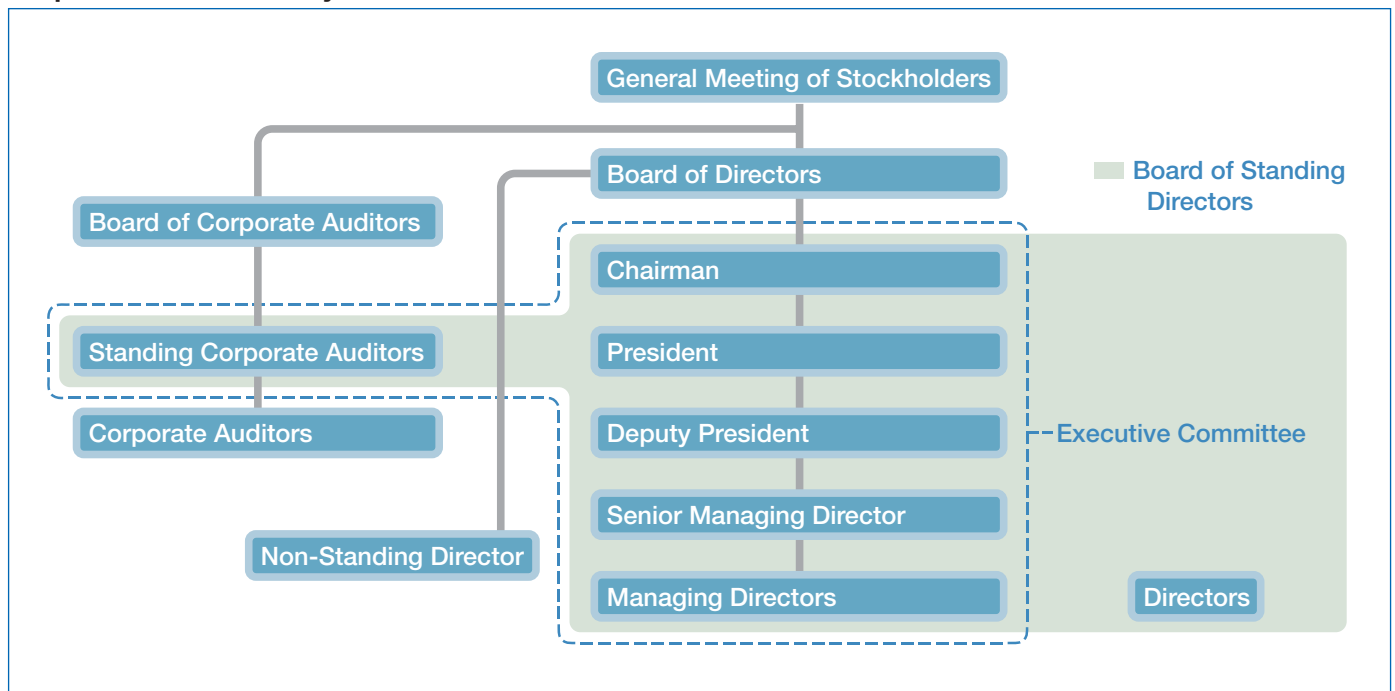 General Meeting of Stockholders
Board of Directors
Board of Standing
Directors
Board of Corporate Auditors
Chairman
Standing Corporate Auditors
President
Corporate Auditors
Deputy President
Executive Committee
Senior Managing Director
Non-Standing Director
Managing Directors
Directors